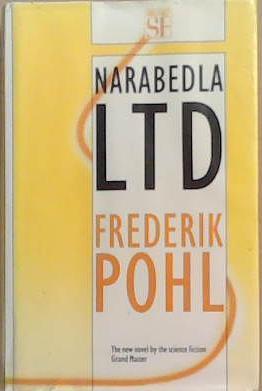 SF
NARABEDLA
LTD
FREDERIK
POHL
The new novel by the science fiction
Grand Master